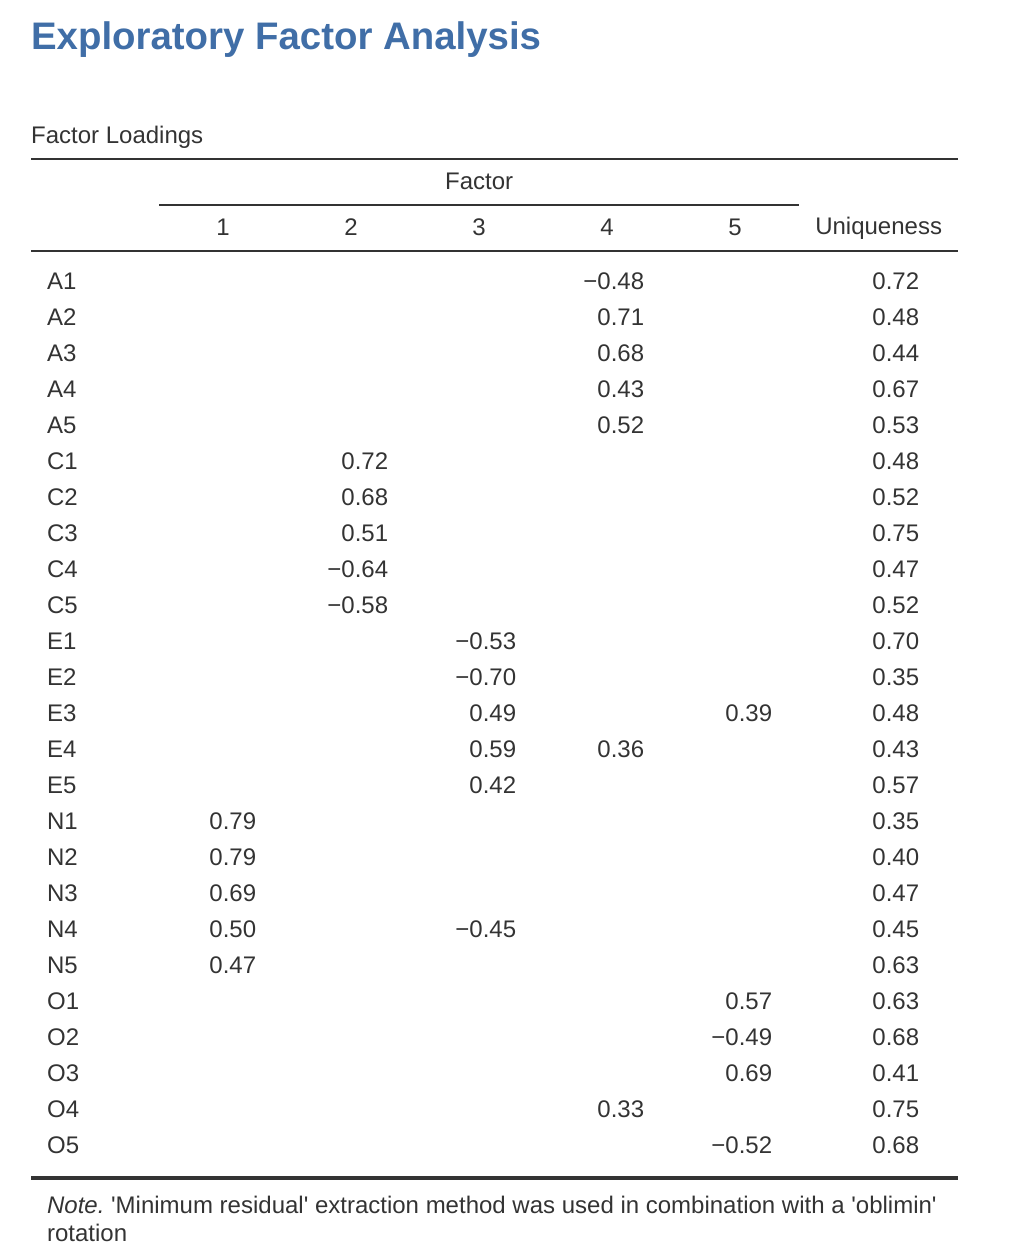 Exploratory Factor Analysis
Factor Loadings
Factor
1 2 3 4 5 Uniqueness
A1 −0.48 0.72
A2 0.71 0.48
A3 0.68 0.44
A4 0.43 0.67
A5 0.52 0.53
C1 0.72 0.48
C2 0.68 0.52
C3 0.51 0.75
C4 −0.64 0.47
C5 −0.58 0.52
E1 −0.53 0.70
E2 −0.70 0.35
E3 0.49 0.39 0.48
E4 0.59 0.36 0.43
E5 0.42 0.57
N1 0.79 0.35
N2 0.79 0.40
N3 0.69 0.47
N4 0.50 −0.45 0.45
N5 0.47 0.63
O1 0.57 0.63
O2 −0.49 0.68
O3 0.69 0.41
O4 0.33 0.75
O5 −0.52 0.68
Note. 'Minimum residual' extraction method was used in combination with a 'oblimin'
rotation